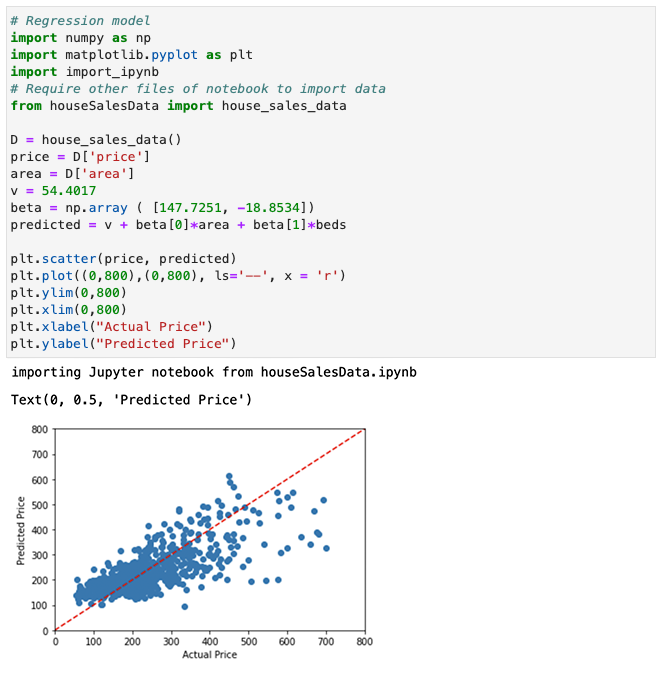 # Regression model
import numpy as np
import matplotlib.pyplot as plt
import import_ipynb
# Require other files of notebook to import data
from houseSalesData import house_sales_data
D = house_sales_data()
price = D['price']
area = D['area']
v = 54.4017
beta = np.array ( [147.7251, -18.8534])
predicted = v + beta[0]*area + beta[1]*beds
plt.scatter(price, predicted)
plt.plot((0,800),(0,800), ls='--', x = 'r')
plt.ylim(0,800)
plt.xlim(0,800)
plt.xlabel("Actual Price")
plt.ylabel("Predicted Price")
importing Jupyter notebook from houseSalesData.ipynb
Text(0, 0.5, 'Predicted Price')
800
700
600
500
400
300
200
100
0
Predicted Price
0 100 200 300 400 500 600 700 800
Actual Price